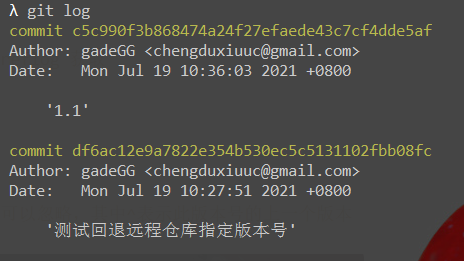 λ git log
commit c5c990f3b868474a24f27efaede43c7cf4dde5af
Author: gadeGG <chengduxiuuc@gmail.com>
Date:   Mon Jul 19 10:36:03 2021 +0800
'1.1'
commit df6ac12e9a7822e354b530ec5c5131102fbb08fc
Author: gadeGG <chengduxiuuc@gmail.com>
Date:   Mon Jul 19 10:27:51 2021 +0800
'测试回退远程仓库指定版本号'